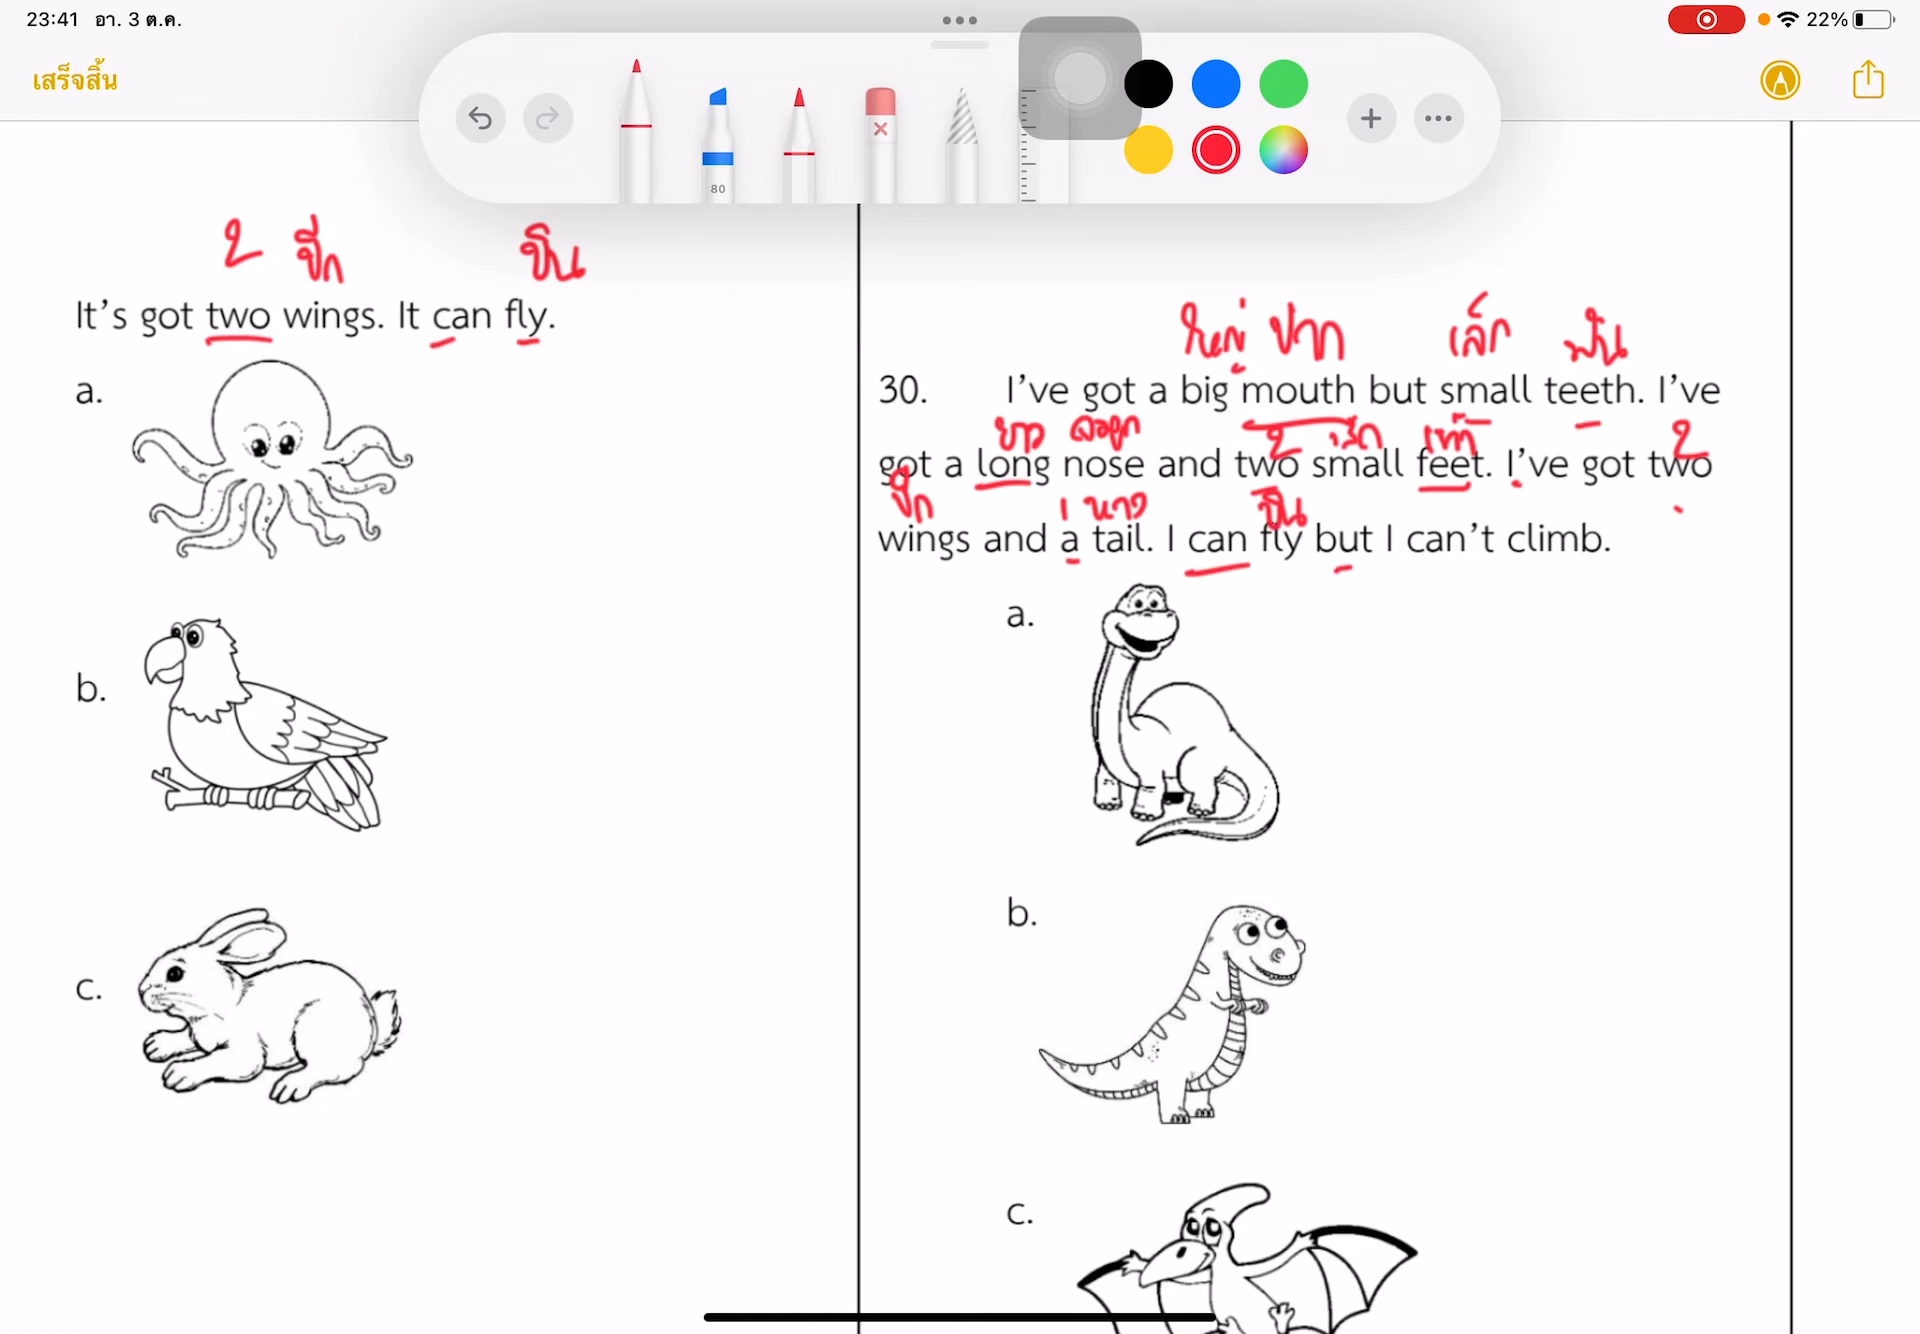 23:41 อา. 3 ต.ค.
22%
เสร็จสิ้น
80
2 ปีก บิน
It's got two wings. It can fly.
a.
b.
c.
ใหญ่ ปาก เล็ก ฟัน
30. I've got a big mouth but small teeth. I've
ยาว จมูก 2 เล็ก เท้า 2
got a long nose and two small feet. I've got two
ปีก 1 หาง บิน
wings and a tail. I can fly but I can't climb.
a.
b.
c.